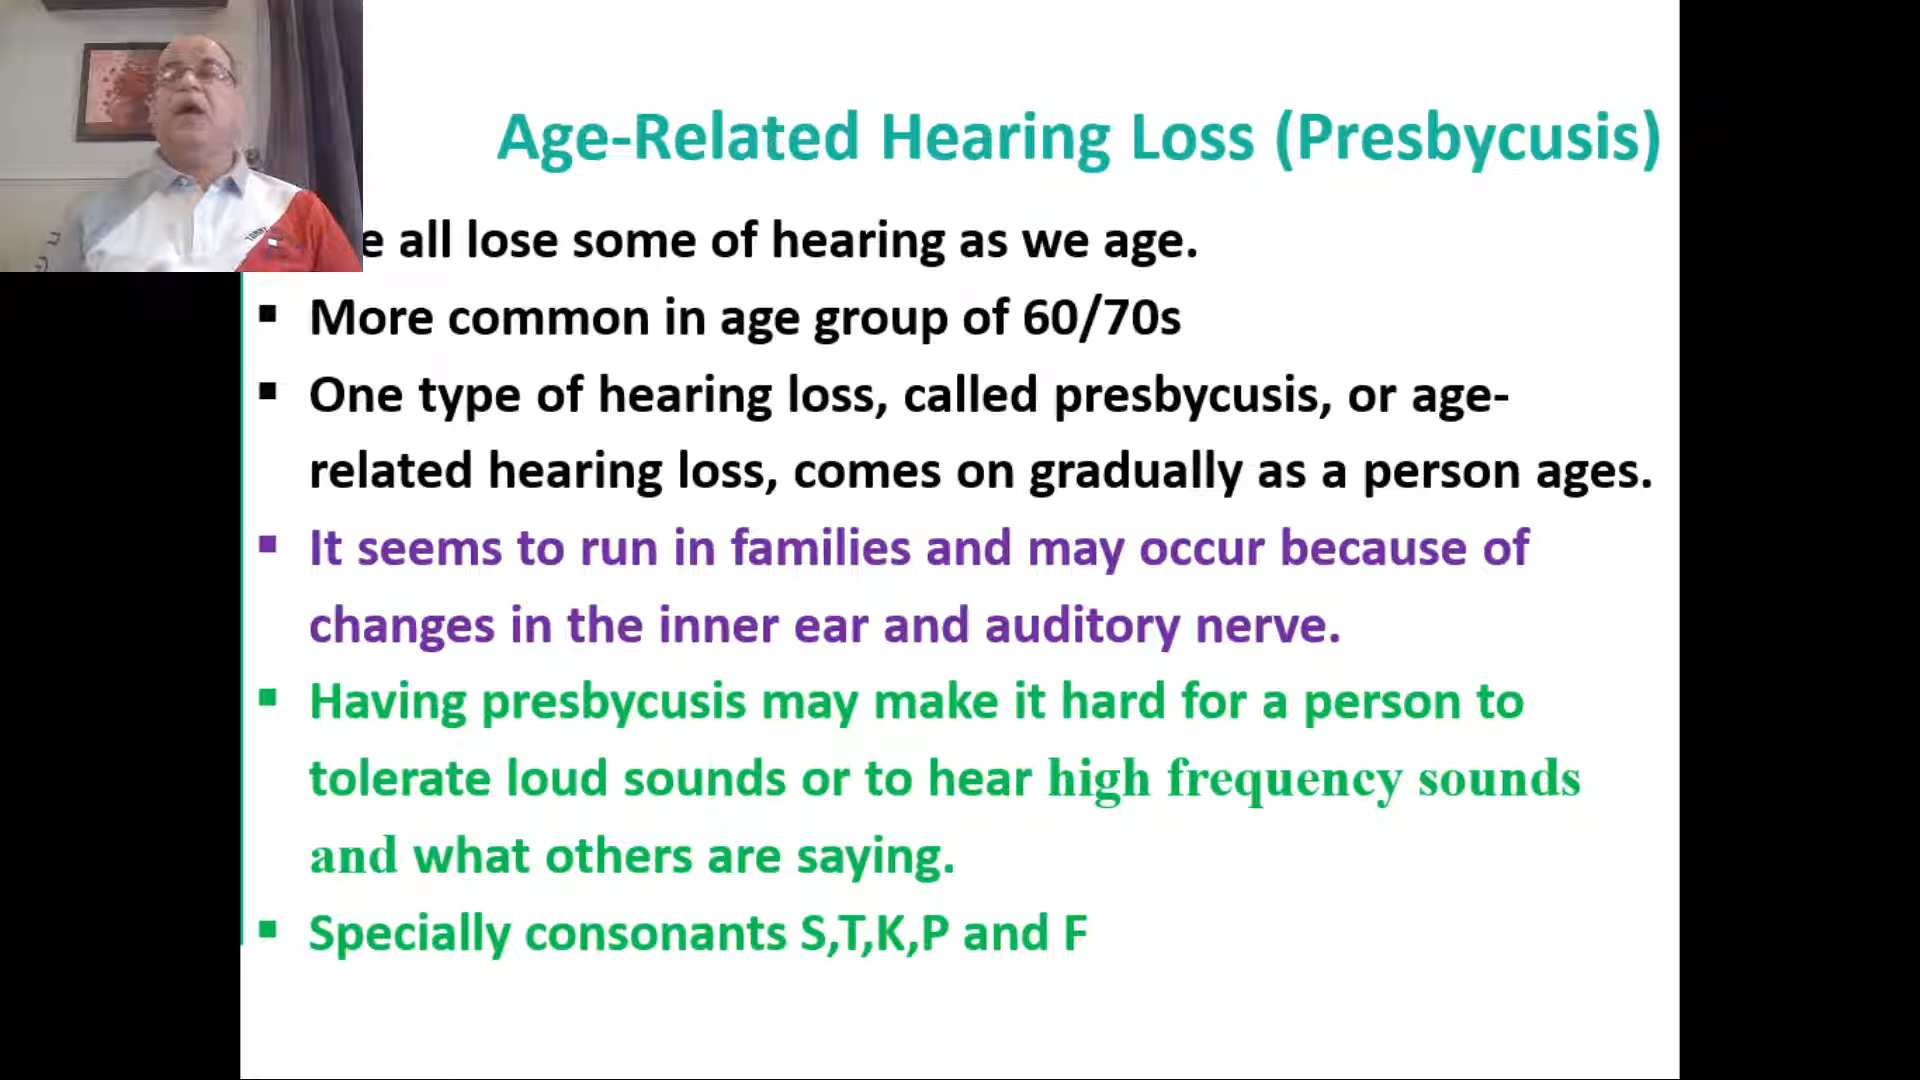 Age-Related Hearing Loss (Presbycusis)
e all lose some of hearing as we age.
▪ More common in age group of 60/70s
▪ One type of hearing loss, called presbycusis, or age-
related hearing loss, comes on gradually as a person ages.
▪ It seems to run in families and may occur because of
changes in the inner ear and auditory nerve.
▪ Having presbycusis may make it hard for a person to
tolerate loud sounds or to hear high frequency sounds
and what others are saying.
▪ Specially consonants S,T,K,P and F